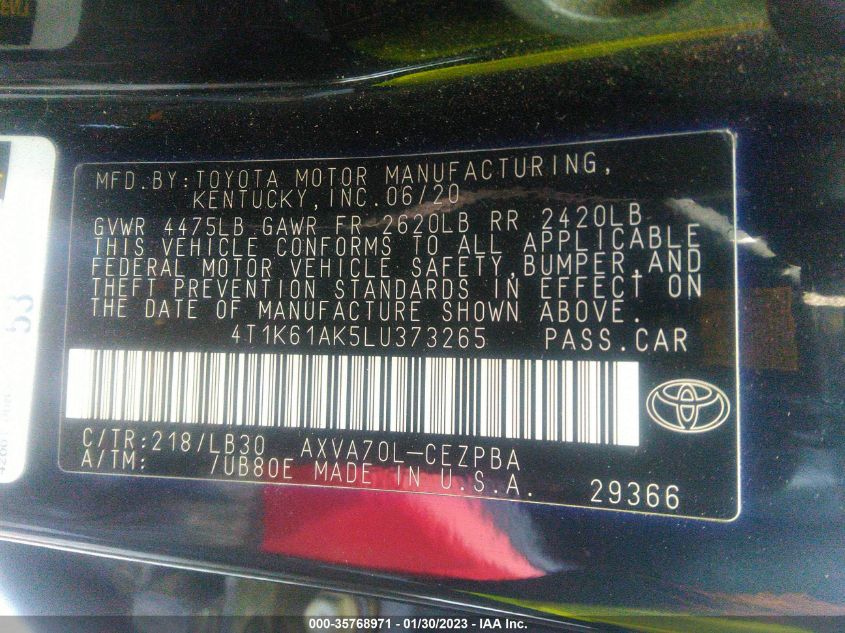 MFD.BY:TOYOTA MOTOR MANUFACTURING,
KENTUCKY,INC.06/20
GVWR 4475LB GAWR FR 2620LB RR 2420LB
THIS VEHICLE CONFORMS TO ALL APPLICABLE
FEDERAL MOTOR VEHICLE SAFETY,BUMPER,AND
THEFT PREVENTION STANDARDS IN EFFECT ON
THE DATE OF MANUFACTURE SHOWN ABOVE.
4T1K61AK5LU373265 PASS.CAR
C/TR:218/LB30 AXVA70L-CEZPBA
A/TM: /UB80E MADE IN U.S.A. 29366
53
000-35768971 - 01/30/2023 - IAA Inc.